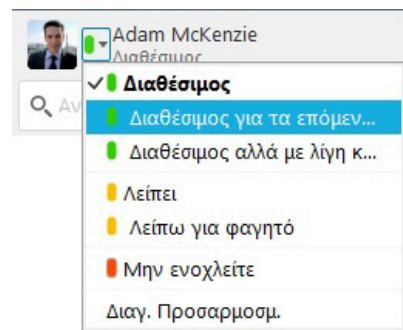 Adam McKenzie
Διαθέσιμος
Αν
Διαθέσιμος
Διαθέσιμος για τα επόμεν...
Διαθέσιμος αλλά με λίγη κ...
Λείπει
Λείπω για φαγητό
Μην ενοχλείτε
Διαγ. Προσαρμοσμ.